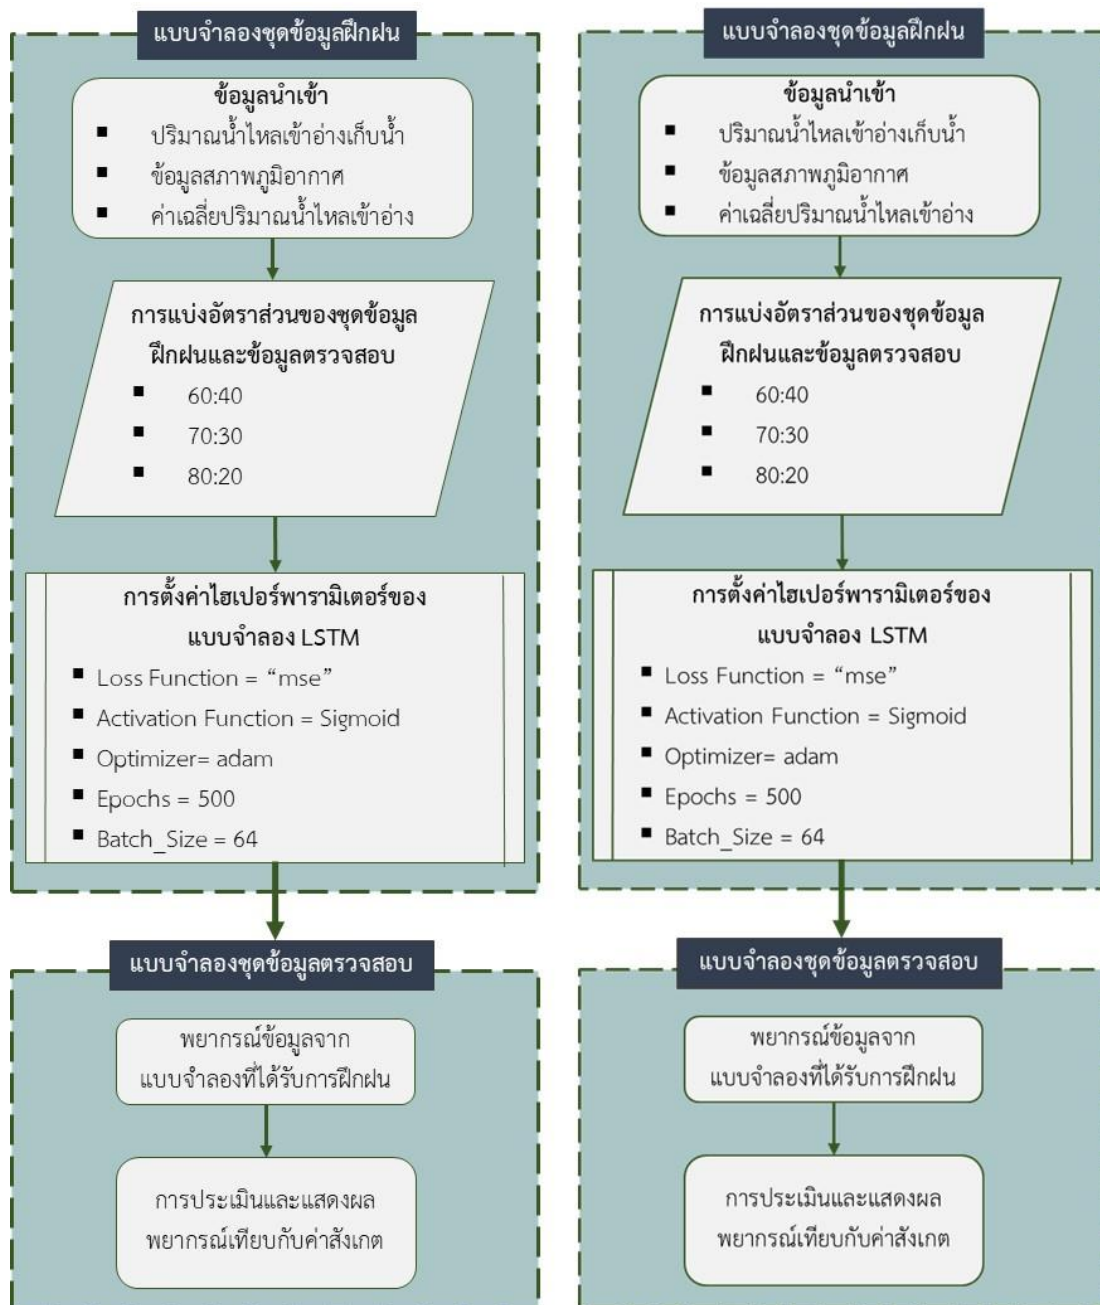 แบบจำลองชุดข้อมูลฝึกฝน
ข้อมูลนำเข้า
■ ปริมาณน้ำไหลเข้าอ่างเก็บน้ำ
■ ข้อมูลสภาพภูมิอากาศ
■ ค่าเฉลี่ยปริมาณน้ำไหลเข้าอ่าง
การแบ่งอัตราส่วนของชุดข้อมูล
ฝึกฝนและข้อมูลตรวจสอบ
■ 60:40
■ 70:30
■ 80:20
การตั้งค่าไฮเปอร์พารามิเตอร์ของ
แบบจำลอง LSTM
■ Loss Function = “mse”
■ Activation Function = Sigmoid
■ Optimizer= adam
■ Epochs = 500
■ Batch_Size = 64
แบบจำลองชุดข้อมูลตรวจสอบ
พยากรณ์ข้อมูลจาก
แบบจำลองที่ได้รับการฝึกฝน
การประเมินและแสดงผล
พยากรณ์เทียบกับค่าสังเกต
แบบจำลองชุดข้อมูลฝึกฝน
ข้อมูลนำเข้า
■ ปริมาณน้ำไหลเข้าอ่างเก็บน้ำ
■ ข้อมูลสภาพภูมิอากาศ
■ ค่าเฉลี่ยปริมาณน้ำไหลเข้าอ่าง
การแบ่งอัตราส่วนของชุดข้อมูล
ฝึกฝนและข้อมูลตรวจสอบ
■ 60:40
■ 70:30
■ 80:20
การตั้งค่าไฮเปอร์พารามิเตอร์ของ
แบบจำลอง LSTM
■ Loss Function = “mse”
■ Activation Function = Sigmoid
■ Optimizer= adam
■ Epochs = 500
■ Batch_Size = 64
แบบจำลองชุดข้อมูลตรวจสอบ
พยากรณ์ข้อมูลจาก
แบบจำลองที่ได้รับการฝึกฝน
การประเมินและแสดงผล
พยากรณ์เทียบกับค่าสังเกต